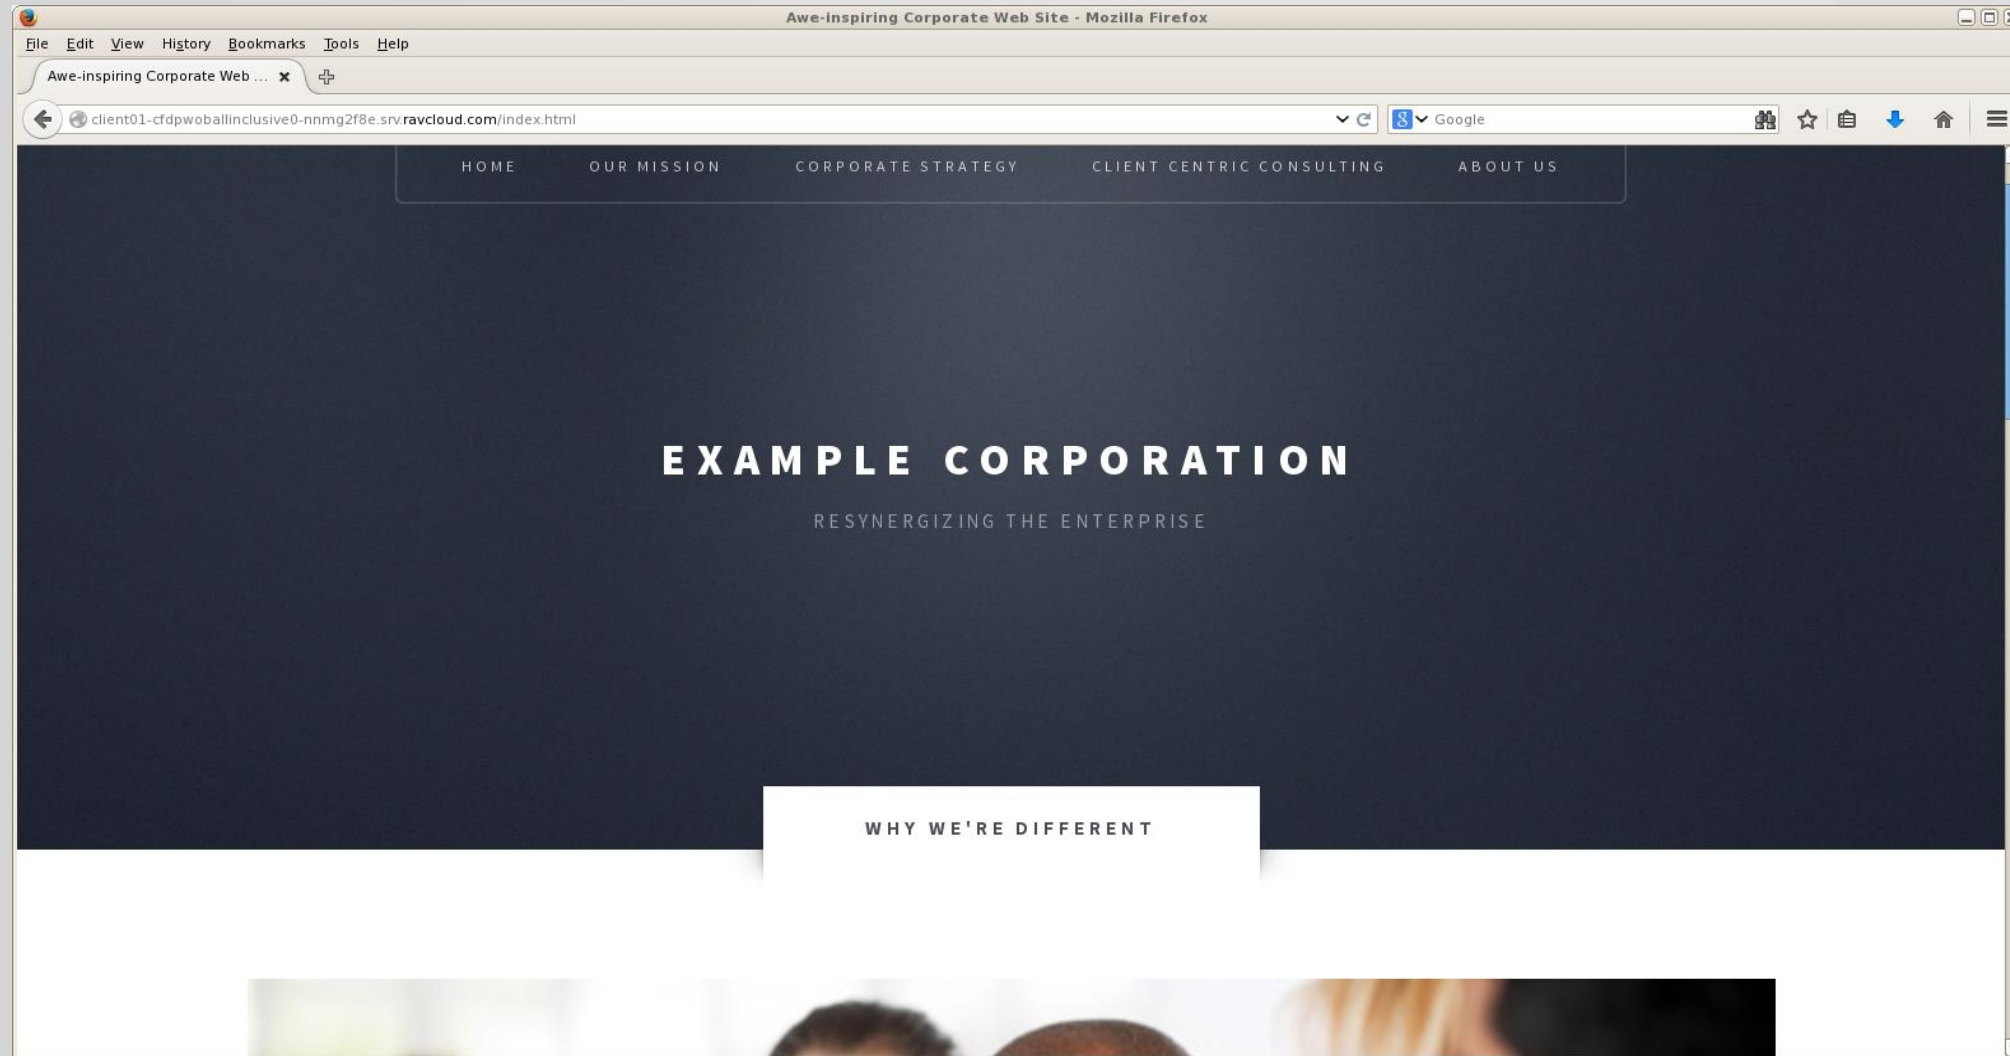 Awe-inspiring Corporate Web Site - Mozilla Firefox
File Edit View History Bookmarks Tools Help
Awe-inspiring Corporate Web ...
client01-cfdpwoballinclusive0-nnmg2f8e.srv.ravcloud.com/index.html
8 Google
HOME OUR MISSION CORPORATE STRATEGY CLIENT CENTRIC CONSULTING ABOUT US
EXAMPLE CORPORATION
RESYNERGIZING THE ENTERPRISE
WHY WE'RE DIFFERENT